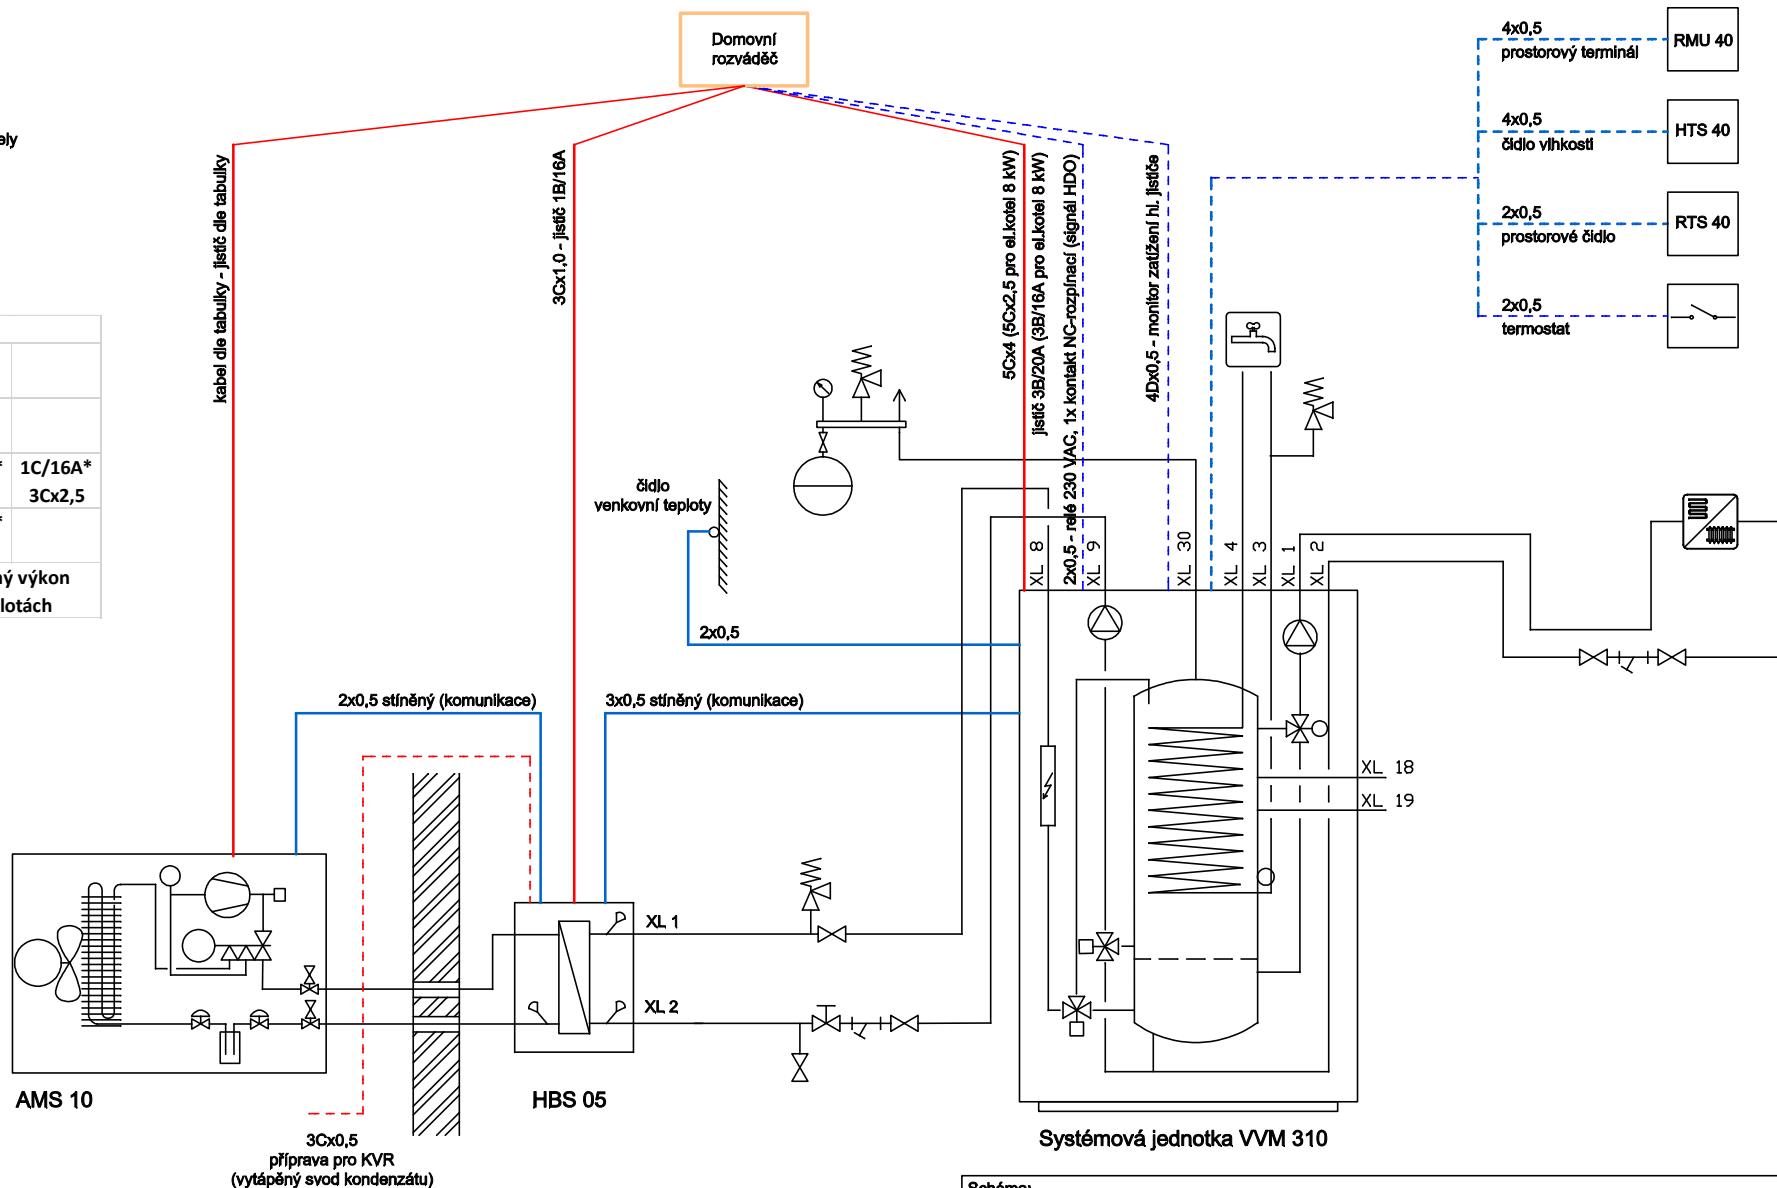 Domovní
rozváděč
4x0,5
prostorový terminál
RMU 40
4x0,5
čidlo vlhkosti
HTS 40
2x0,5
prostorové čidlo
RTS 40
2x0,5
termostat
ely
kabel dle tabulky - jistič dle tabulky
3Cx1,0 - jistič 1B/16A
5Cx4 (5Cx2,5 pro el.kotel 8 kW)
jistič 3B/20A (3B/16A pro el.kotel 8 kW)
2x0,5 - relé 230 VAC, 1x kontakt NC-rozpínací (signál HDO)
4Dx0,5 - monitor zatížení hl. jističe
* 1C/16A*
3Cx2,5
*
ný výkon
lotách
čidlo
venkovní teploty
2x0,5
XL 8
XL 9
XL 30
XL 4
XL 3
XL 1
XL 2
2x0,5 stíněný (komunikace)
3x0,5 stíněný (komunikace)
XL 18
XL 19
XL 1
XL 2
AMS 10
HBS 05
3Cx0,5
příprava pro KVR
(vytápěný svod kondenzátu)
Systémová jednotka VVM 310
Schéma: